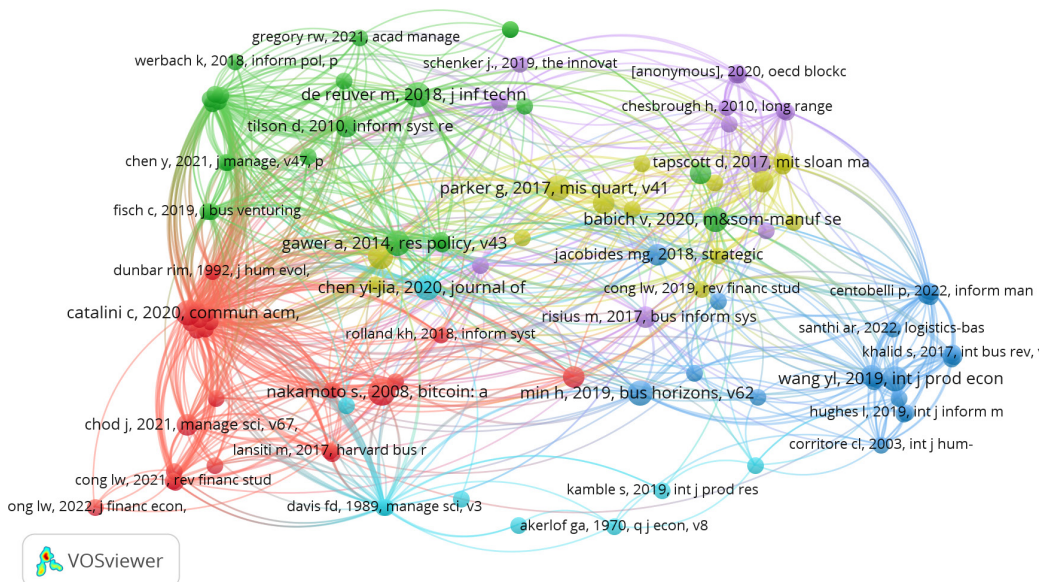 gregory rw, 2021, acad manage
werbach k, 2018, inform pol, p
schenker j., 2019, the innovat
[anonymous], 2020, oecd blockc
de reuver m, 2018, j inf techn
chesbrough h, 2010, long range
tilson d, 2010, inform syst re
chen y, 2021, j manage, v47, p
tapscott d, 2017, mit sloan ma
parker g, 2017, mis quart, v41
fisch c, 2019, j bus venturing
babich v, 2020, m&som-manuf se
gawer a, 2014, res policy, v43
jacobides mg, 2018, strategic
dunbar rim, 1992, j hum evol,
chen yi-jia, 2020, journal of
cong lw, 2019, rev financ stud
centobelli p, 2022, inform man
catalini c, 2020, commun acm,
risius m, 2017, bus inform sys
rolland kh, 2018, inform syst
santhi ar, 2022, logistics-bas
khalid s, 2017, int bus rev, v
wang yl, 2019, int j prod econ
nakamoto s., 2008, bitcoin: a
min h, 2019, bus horizons, v62
hughes l, 2019, int j inform m
chod j, 2021, manage sci, v67,
lansiti m, 2017, harvard bus r
corritore cl, 2003, int j hum-
cong lw, 2021, rev financ stud
kamble s, 2019, int j prod res
ong lw, 2022, j financ econ,
davis fd, 1989, manage sci, v3
akerlof ga, 1970, q j econ, v8
VOSviewer